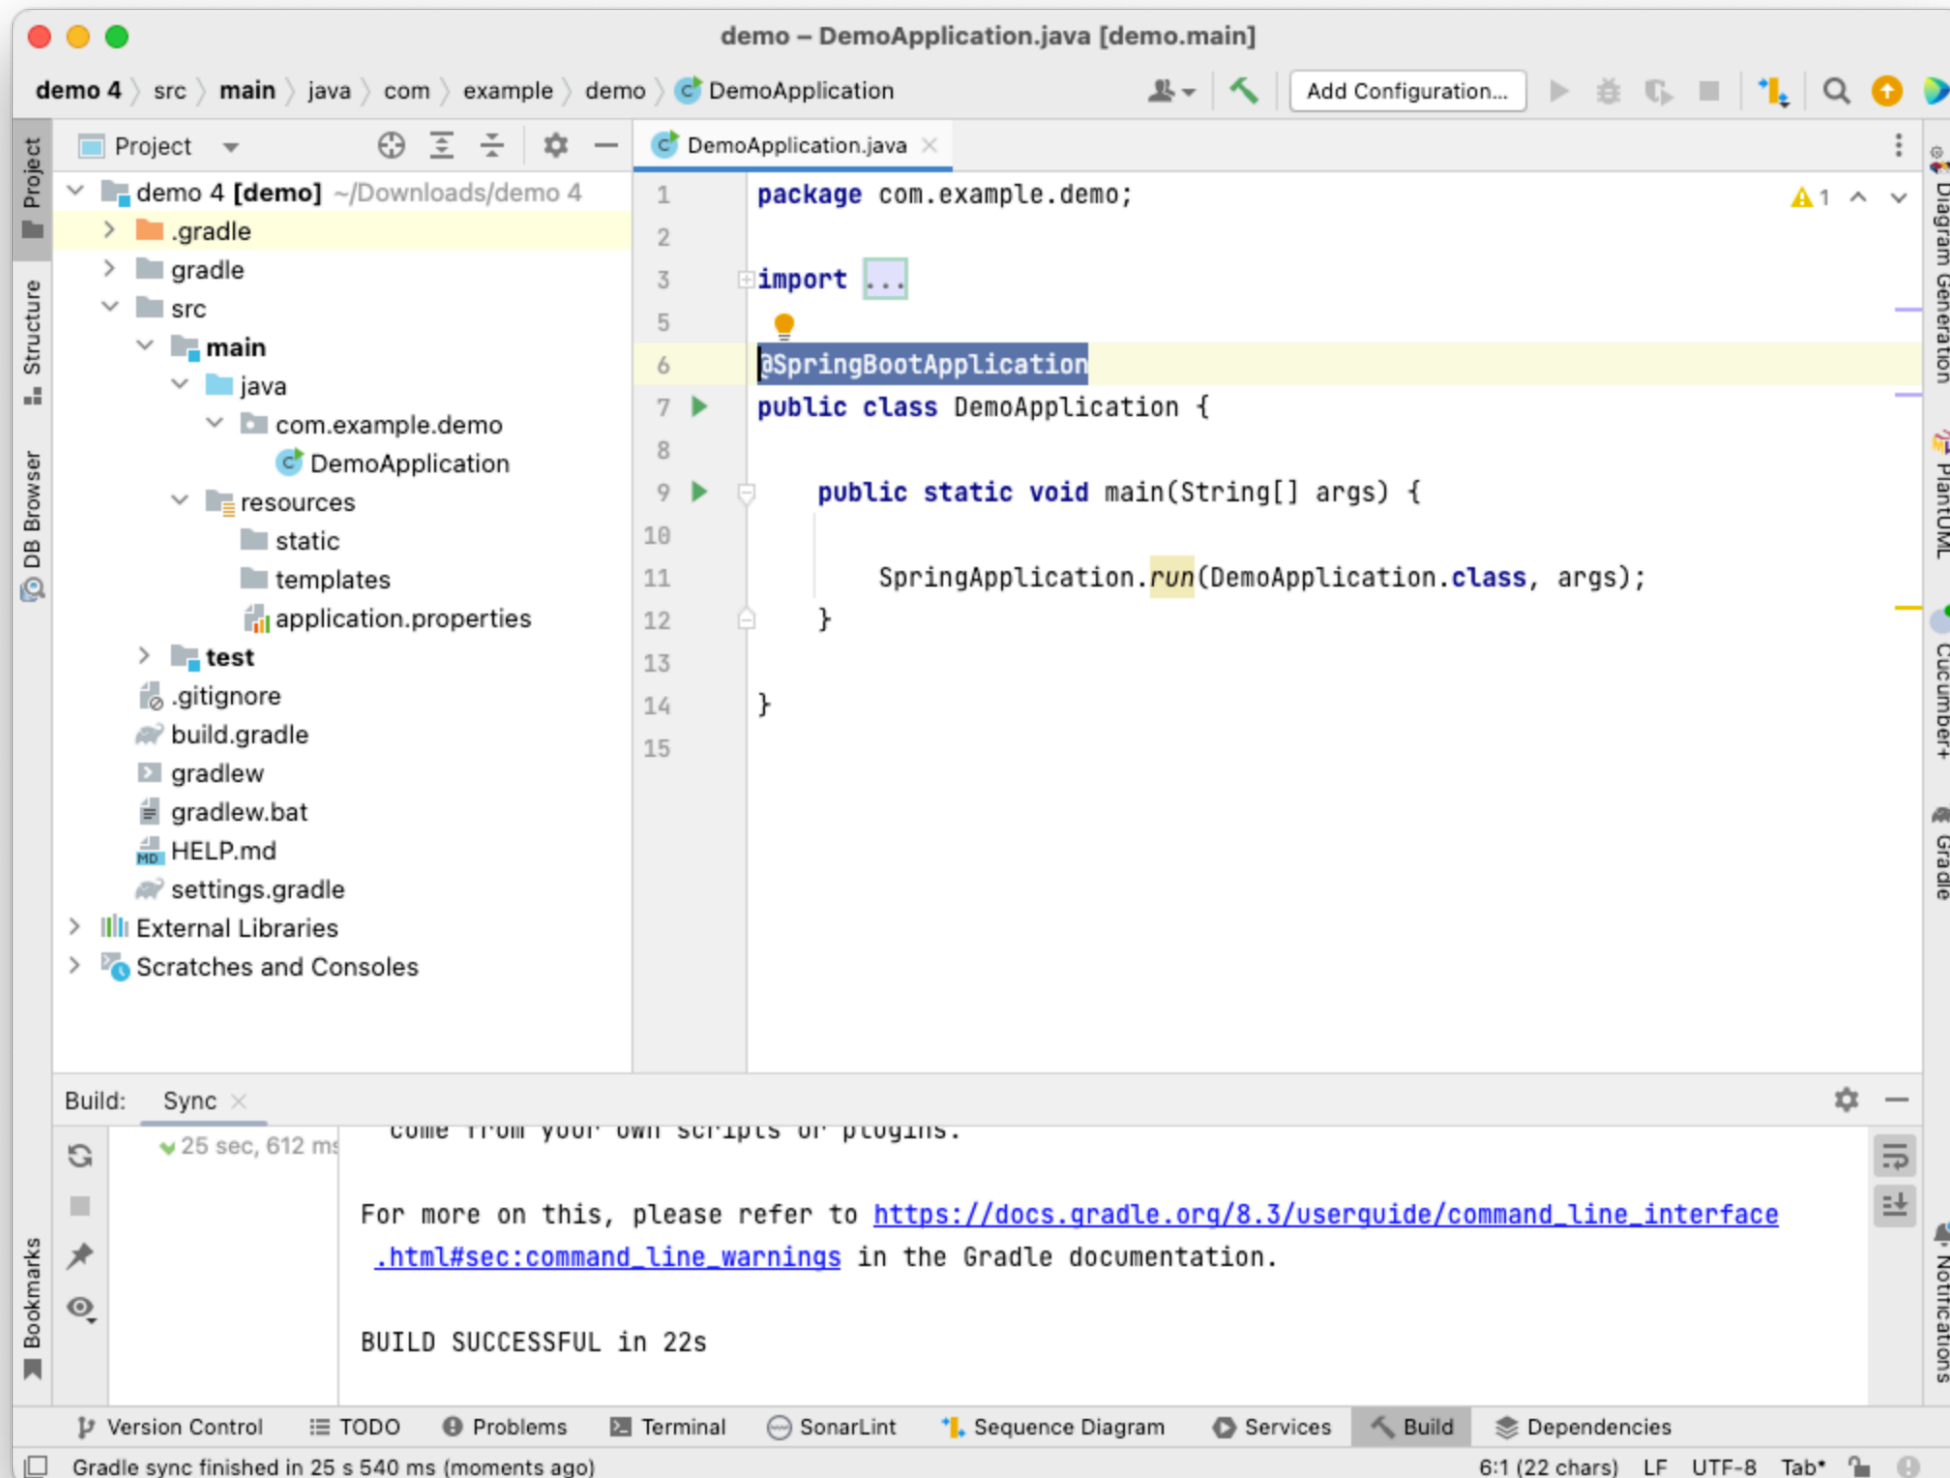 demo – DemoApplication.java [demo.main]
demo 4 src main java com example demo DemoApplication Add Configuration...
Project
Structure
DB Browser
Bookmarks
Project
demo 4 [demo] ~/Downloads/demo 4
.gradle
gradle
src
main
java
com.example.demo
DemoApplication
resources
static
templates
application.properties
test
.gitignore
build.gradle
gradlew
gradlew.bat
HELP.md
settings.gradle
External Libraries
Scratches and Consoles
DemoApplication.java
1 package com.example.demo;
2
3 import ...
5
6 @SpringBootApplication
7 public class DemoApplication {
8
9 public static void main(String[] args) {
10
11 SpringApplication.run(DemoApplication.class, args);
12 }
13
14 }
15
1
Diagram Generation
PlantUML
Cucumber+
Gradle
Notifications
Build: Sync
25 sec, 612 ms
come from your own scripts or plugins.
For more on this, please refer to https://docs.gradle.org/8.3/userguide/command_line_interface
.html#sec:command_line_warnings in the Gradle documentation.
BUILD SUCCESSFUL in 22s
Version Control TODO Problems Terminal SonarLint Sequence Diagram Services Build Dependencies
Gradle sync finished in 25 s 540 ms (moments ago) 6:1 (22 chars) LF UTF-8 Tab*